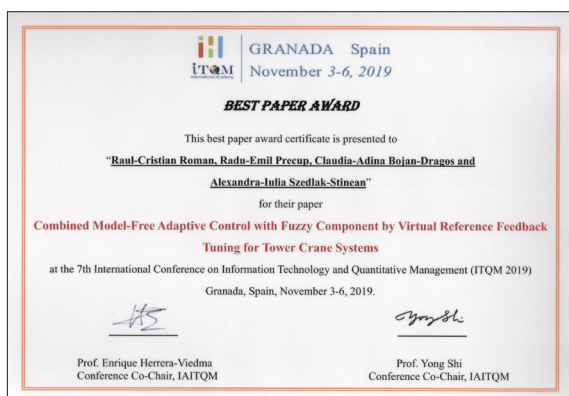 GRANADA Spain
iTQM
International Academy
November 3-6, 2019
BEST PAPER AWARD
This best paper award certificate is presented to
“Raul-Cristian Roman, Radu-Emil Precup, Claudia-Adina Bojan-Dragos and
Alexandra-Iulia Szedlak-Stinean”
for their paper
Combined Model-Free Adaptive Control with Fuzzy Component by Virtual Reference Feedback
Tuning for Tower Crane Systems
at the 7th International Conference on Information Technology and Quantitative Management (ITQM 2019)
Granada, Spain, November 3-6, 2019.
Yong Shi
Prof. Enrique Herrera-Viedma
Conference Co-Chair, IAITQM
Prof. Yong Shi
Conference Co-Chair, IAITQM